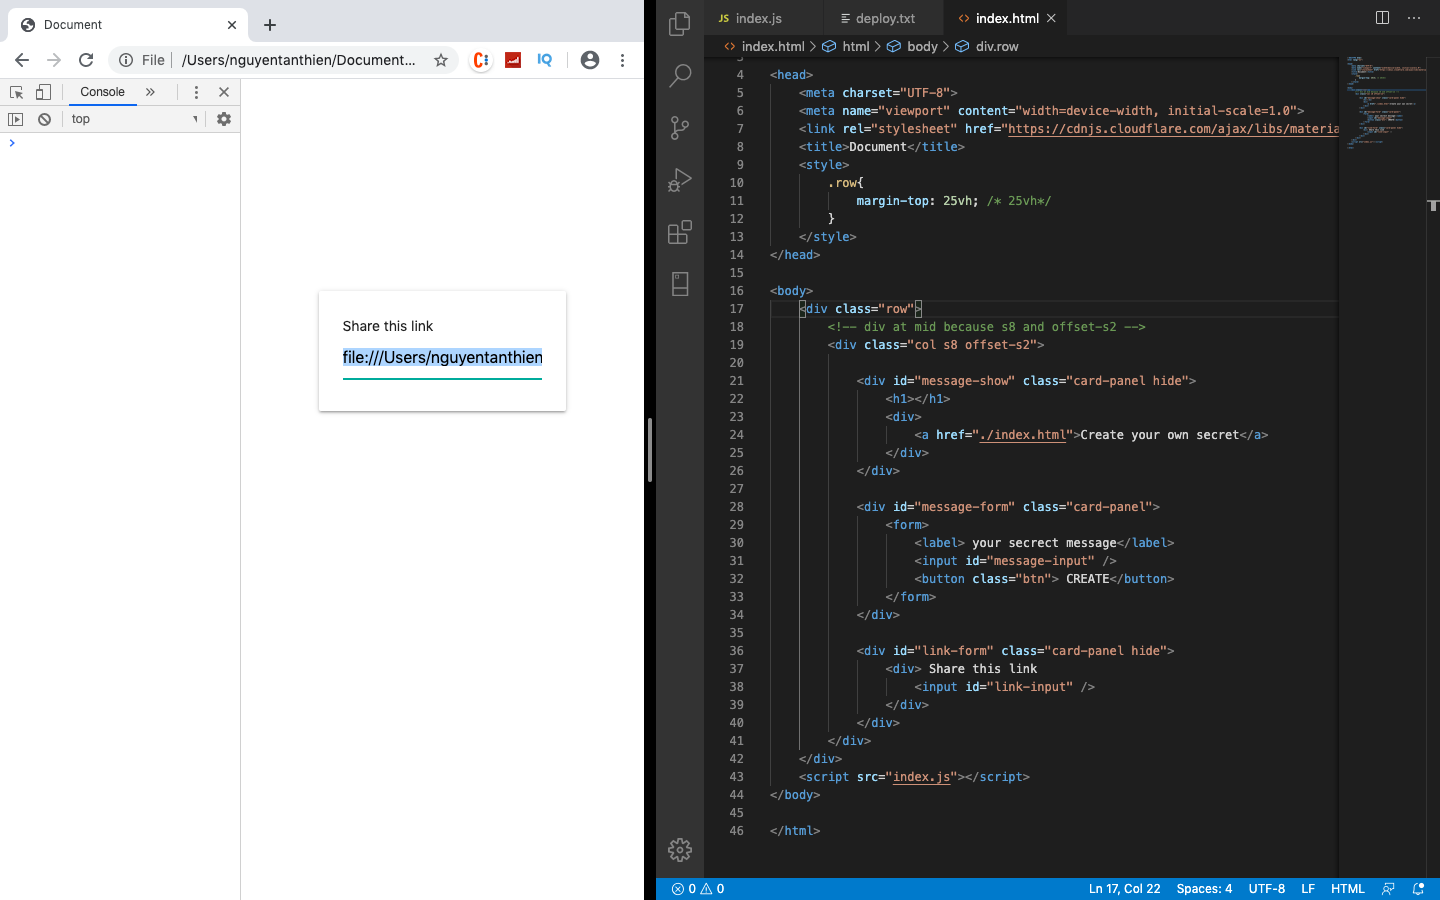 Document
File | /Users/nguyentanthien/Document...
Console
top
Share this link
file:///Users/nguyentanthien
JS index.js
deploy.txt
index.html
index.html > html > body > div.row
4 <head>
5 <meta charset="UTF-8">
6 <meta name="viewport" content="width=device-width, initial-scale=1.0">
7 <link rel="stylesheet" href="https://cdnjs.cloudflare.com/ajax/libs/materia
8 <title>Document</title>
9 <style>
10 .row{
11 margin-top: 25vh; /* 25vh*/
12 }
13 </style>
14 </head>
15
16 <body>
17 <div class="row">
18 <!-- div at mid because s8 and offset-s2 -->
19 <div class="col s8 offset-s2">
20
21 <div id="message-show" class="card-panel hide">
22 <h1></h1>
23 <div>
24 <a href="./index.html">Create your own secret</a>
25 </div>
26 </div>
27
28 <div id="message-form" class="card-panel">
29 <form>
30 <label> your secrect message</label>
31 <input id="message-input" />
32 <button class="btn"> CREATE</button>
33 </form>
34 </div>
35
36 <div id="link-form" class="card-panel hide">
37 <div> Share this link
38 <input id="link-input" />
39 </div>
40 </div>
41 </div>
42 </div>
43 <script src="index.js"></script>
44 </body>
45
46 </html>
0 0
Ln 17, Col 22 Spaces: 4 UTF-8 LF HTML